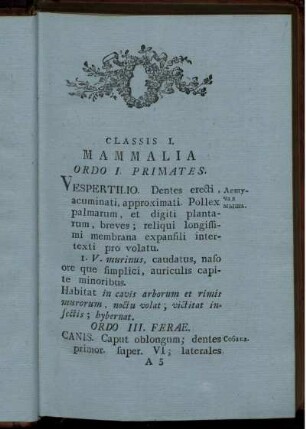 CLASSIS I.
MAMMALIA
ORDO I. PRIMATES.
VESPERTILIO. Dentes erecti,
acuminati, approximati. Pollex
palmarum, et digiti planta-
rum, breves; reliqui longissi-
mi membrana expansili inter-
texti pro volatu.
1. V. murinus, caudatus, naso
ore que simplici, auriculis capi-
te minoribus.
Habitat in cavis arborum et rimis
murorum, noctu volat, victitat in-
sectis; hybernat.
ORDO III. FERAE.
CANIS. Caput oblongum; dentes
primor. super. VI; laterales
A 5